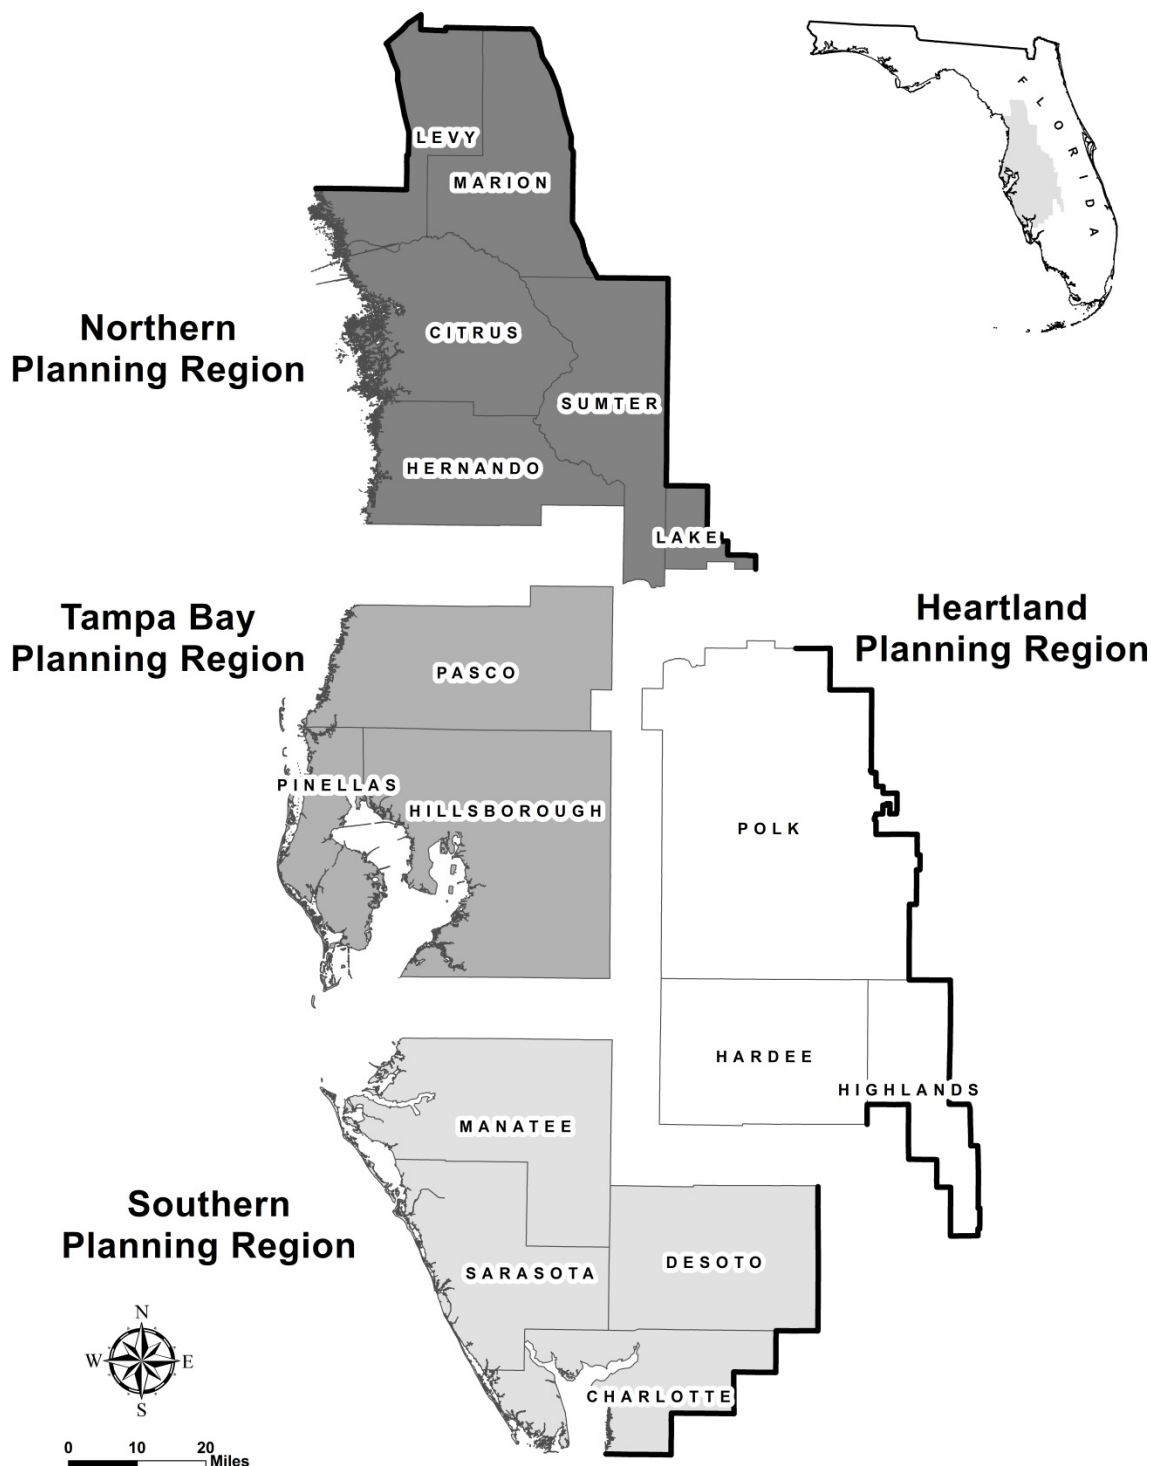 FLORIDA
LEVY
MARION
Northern
Planning Region
CITRUS
SUMTER
HERNANDO
LAKE
Tampa Bay
Planning Region
Heartland
Planning Region
PASCO
PINELLAS
HILLSBOROUGH
POLK
HARDEE
HIGHLANDS
MANATEE
Southern
Planning Region
SARASOTA
DESOTO
CHARLOTTE
N
W E
S
0 10 20
Miles